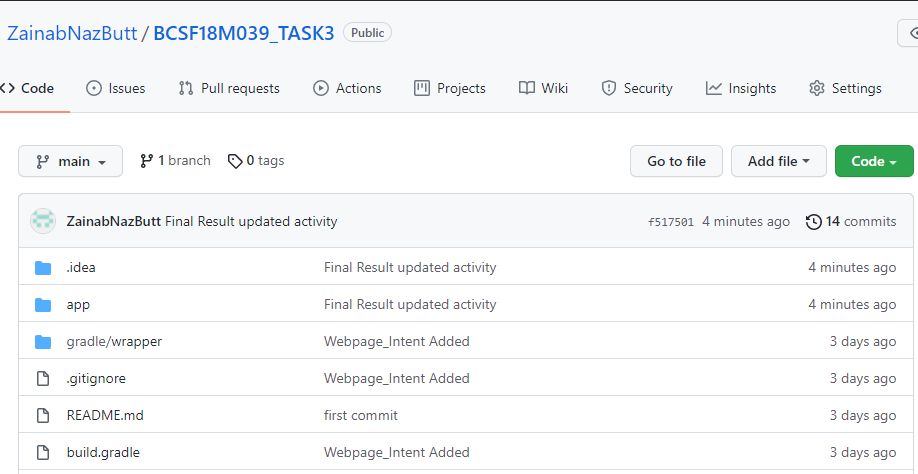 ZainabNazButt / BCSF18M039_TASK3 Public
<> Code Issues Pull requests Actions Projects Wiki Security Insights Settings
main 1 branch 0 tags Go to file Add file Code
ZainabNazButt Final Result updated activity f517501 4 minutes ago 14 commits
.idea Final Result updated activity 4 minutes ago
app Final Result updated activity 4 minutes ago
gradle/wrapper Webpage_Intent Added 3 days ago
.gitignore Webpage_Intent Added 3 days ago
README.md first commit 3 days ago
build.gradle Webpage_Intent Added 3 days ago